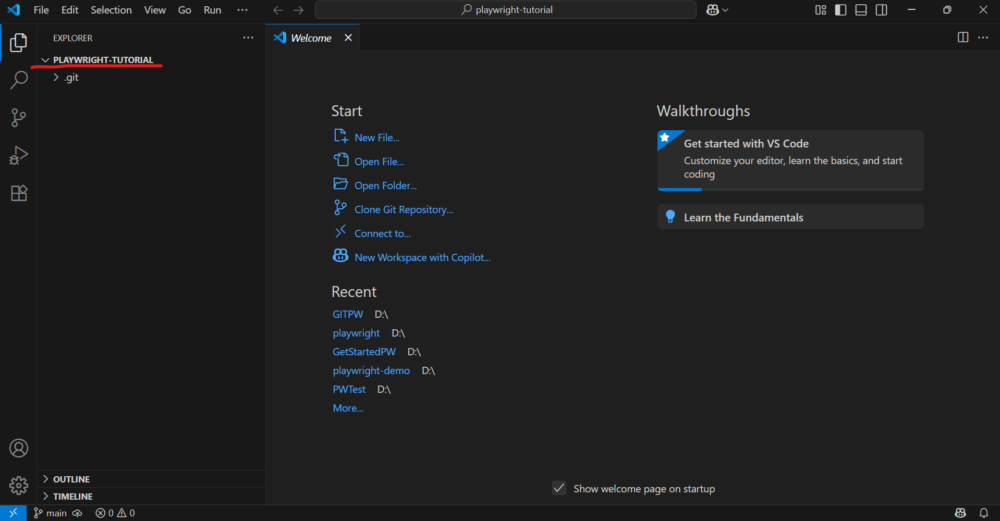 File Edit Selection View Go Run ··· playwright-tutorial
EXPLORER ···
Welcome
PLAYWRIGHT-TUTORIAL
.git
Start
New File...
Open File...
Open Folder...
Clone Git Repository...
Connect to...
New Workspace with Copilot...
Recent
GITPW D:\
playwright D:\
GetStartedPW D:\
playwright-demo D:\
PWTest D:\
More...
Walkthroughs
Get started with VS Code
Customize your editor, learn the basics, and start
coding
Learn the Fundamentals
Show welcome page on startup
OUTLINE
TIMELINE
main 0 0